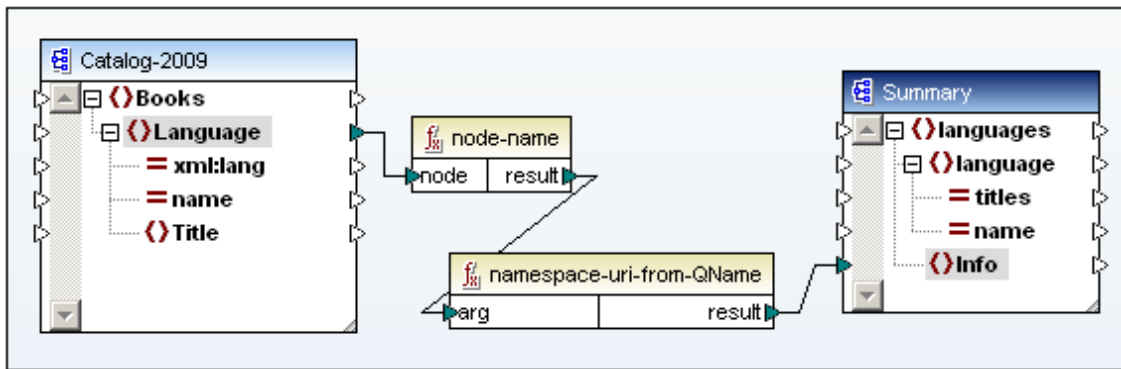 Catalog-2009
Books
Language
xml:lang
name
Title
node-name
node result
namespace-uri-from-QName
arg result
Summary
languages
language
titles
name
Info